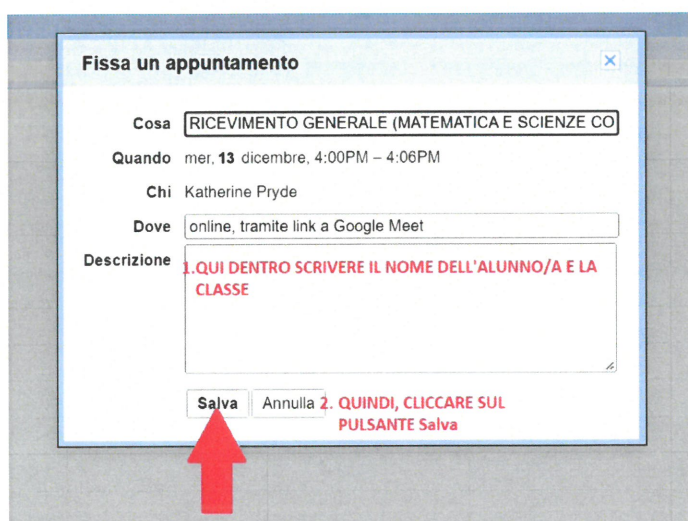 Fissa un appuntamento
Cosa RICEVIMENTO GENERALE (MATEMATICA E SCIENZE CO
Quando mer, 13 dicembre, 4:00PM – 4:06PM
Chi Katherine Pryde
Dove online, tramite link a Google Meet
Descrizione 1.QUI DENTRO SCRIVERE IL NOME DELL'ALUNNO/A E LA
CLASSE
Salva Annulla 2. QUINDI, CLICCARE SUL
PULSANTE Salva